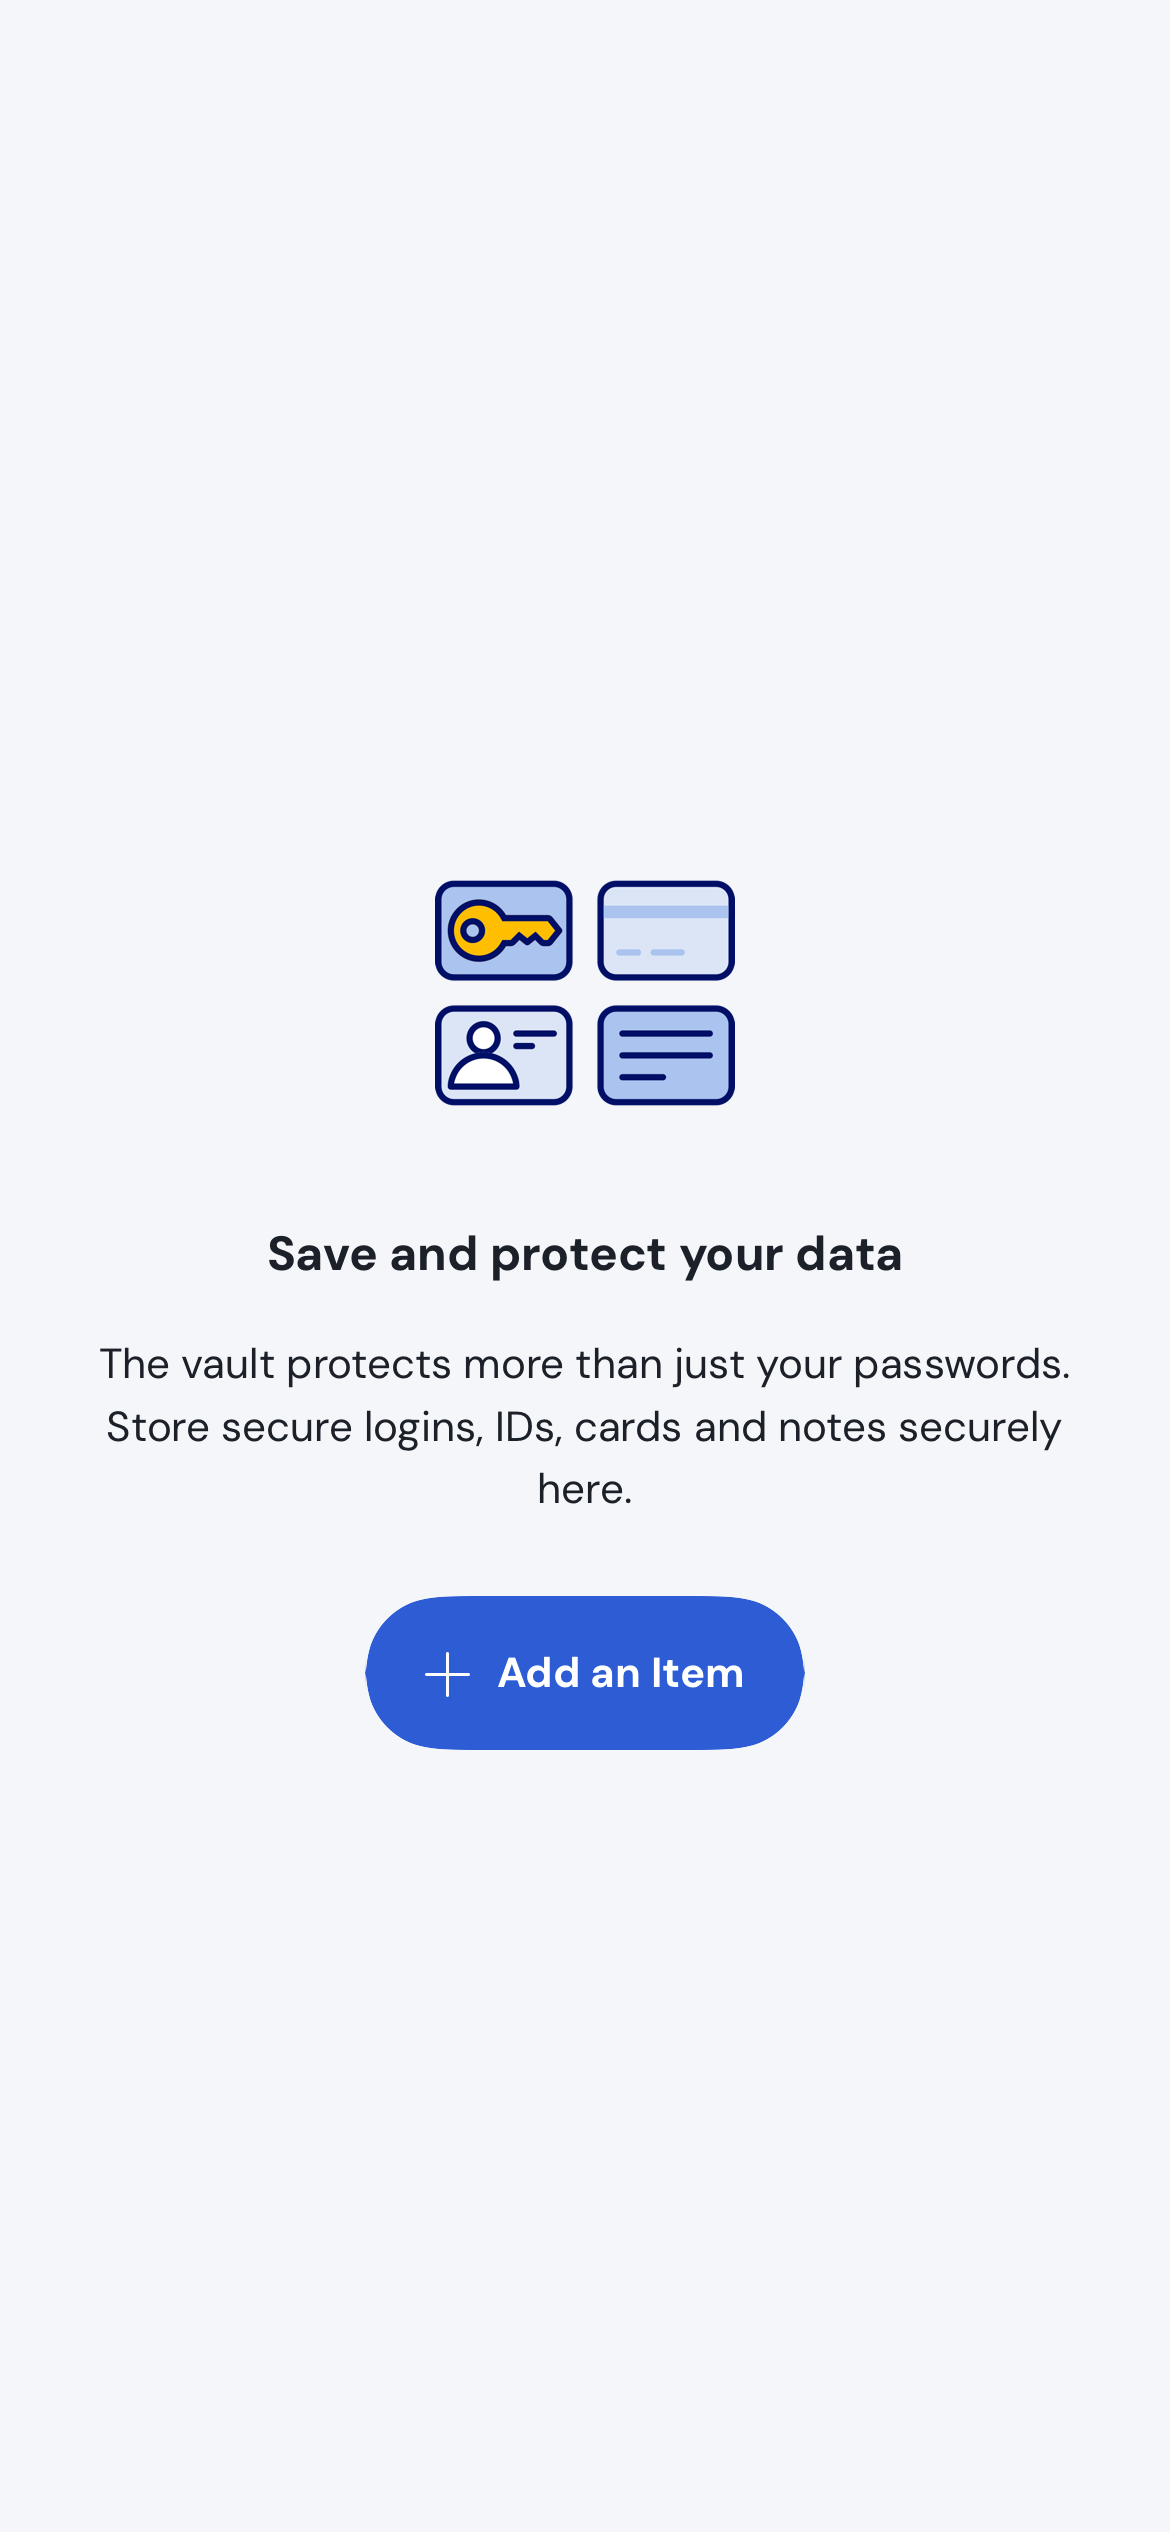 Save and protect your data
The vault protects more than just your passwords.
Store secure logins, IDs, cards and notes securely
here.
Add an Item